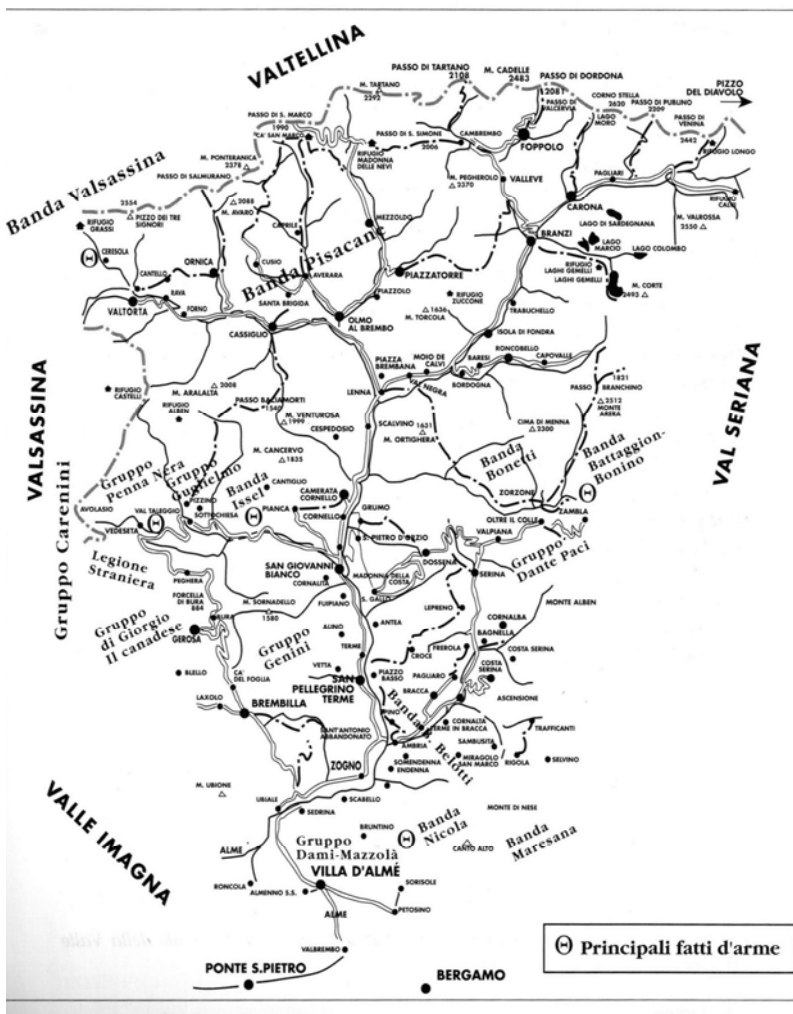 VALTELLINA
PASSO DI TARTANO
2108
M. CADELLE
2483
PASSO DI DORDONA
2081
M. TARTANO
2292
PASSO DI
VALCERVIA
CORNO STELLA
2620
PASSO DI PUBLINO
2209
PIZZO
DEL DIAVOLO
PASSO DI S. MARCO
1990
CA' SAN MARCO
PASSO DI S. SIMONE
2006
CAMBREMBO
FOPPOLO
LAGO
MORO
PASSO DI
VENINA
2442
RIFUGIO LONGO
M. PONTERANICA
2378
RIFUGIO
MADONNA
DELLE NEVI
M. PEGHEROLO
2370
VALLEVE
PAGLIARI
PASSO DI SALMURANO
Banda Valsassina
2554
PIZZO DEI TRE
SIGNORI
2088
M. AVARO
CAPRILE
MEZZOLDO
CARONA
RIFUGIO
CALVI
LAGO DI SARDEGNANA
M. VALROSSA
2550
RIFUGIO
GRASSI
CERESOLA
BRANZI
LAGO
MARCIO
LAGO COLOMBO
Banda Pisacane
ORNICA
CUSIO
AVERARA
PIAZZATORRE
RIFUGIO
LAGHI GEMELLI
LAGHI GEMELLI
CANTELLO
RAVA
SANTA BRIGIDA
PIAZZOLO
RIFUGIO
ZUCCONE
M. CORTE
2493
VALTORTA
FORNO
1636
M. TORCOLA
TRABUCHELLO
CASSIGLIO
OLMO
AL BREMBO
ISOLA DI FONDRA
RONCOBELLO
PIAZZA
BREMBANA
MOIO DE
CALVI
BARESI
CAPOVALLE
VALSASSINA
RIFUGIO
CASTELLI
M. ARALALTA
2008
RIFUGIO
ALBEN
PASSO BACIAMORTI
1540
LENNA
VAL NEGRA
BORDOGNA
1821
PASSO BRANCHINO
2512
MONTE
ARERA
VAL SERIANA
M. VENTUROSA
1999
CESPEDOSIO
SCALVINO
1631
M. ORTIGHERA
CIMA DI MENNA
2300
M. CANCERVO
1835
Gruppo
Penna Nera
Gruppo
Guglielmo
Banda
Issel
Banda
Bonetti
Banda
Battaggion-
Bonino
CANTIGLIO
CAMERATA
CORNELLO
ZORZONE
AVOLASIO
VAL TALEGGIO
PIZZINO
SOTTOCHIESA
PIANCA
CORNELLO
GRUMO
ZAMBLA
OLTRE IL COLLE
VEDESETA
VALPIANA
S. PIETRO D'ORZIO
DOSSENA
Gruppo
Dante Paci
Gruppo Carenini
Legione
Straniera
PEGHERA
SAN GIOVANNI
BIANCO
MADONNA DELLA
COSTA
SERINA
CORNALITA
S. GALLO
FORCELLA
DI BURA
884
BURA
M. SORNADELLO
1580
FUIPIANO
LEPRENO
MONTE ALBEN
CORNALBA
Gruppo
di Giorgio
Il canadese
GEROSA
ANTEA
BAGNELLA
Gruppo
Genini
ALINO
TERME
CROCE
FREROLA
COSTA SERINA
BLELLO
CA'
DEL FOGLIA
VETTA
SAN
PELLEGRINO
TERME
PIAZZO
BASSO
PAGLIARO
COSTA
SERINA
LAXOLO
BRACCA
ASCENSIONE
BREMBILLA
Banda
Belotti
CORNALTA
TERME IN BRACCA
TRAFFICANTI
SANT'ANTONIO
ABBANDONATO
AMBRIA
SAMBUSITA
ZOGNO
SOMENDENNA
ENDENNA
MIRAGOLO
SAN MARCO
RIGOLA
SELVINO
M. UBIONE
UBIALE
SCABELLO
VALLE IMAGNA
SEDRINA
MONTE DI NESE
BRUNTINO
Banda
Nicola
Banda
Maresana
CANTO ALTO
ALME
Gruppo
Dami-Mazzolà
VILLA D'ALMÉ
RONCOLA
ALMENNO S.S.
SORISOLE
ALME
PETOSINO
VALBREMBO
Θ Principali fatti d'arme
PONTE S.PIETRO
BERGAMO